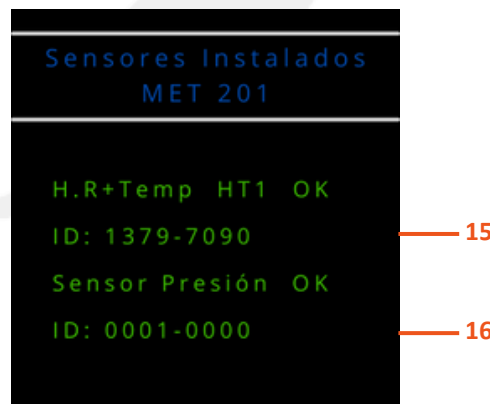 Sensores Instalados
MET 201
H.R+Temp HT1 OK
ID: 1379-7090
15
Sensor Presión OK
ID: 0001-0000
16